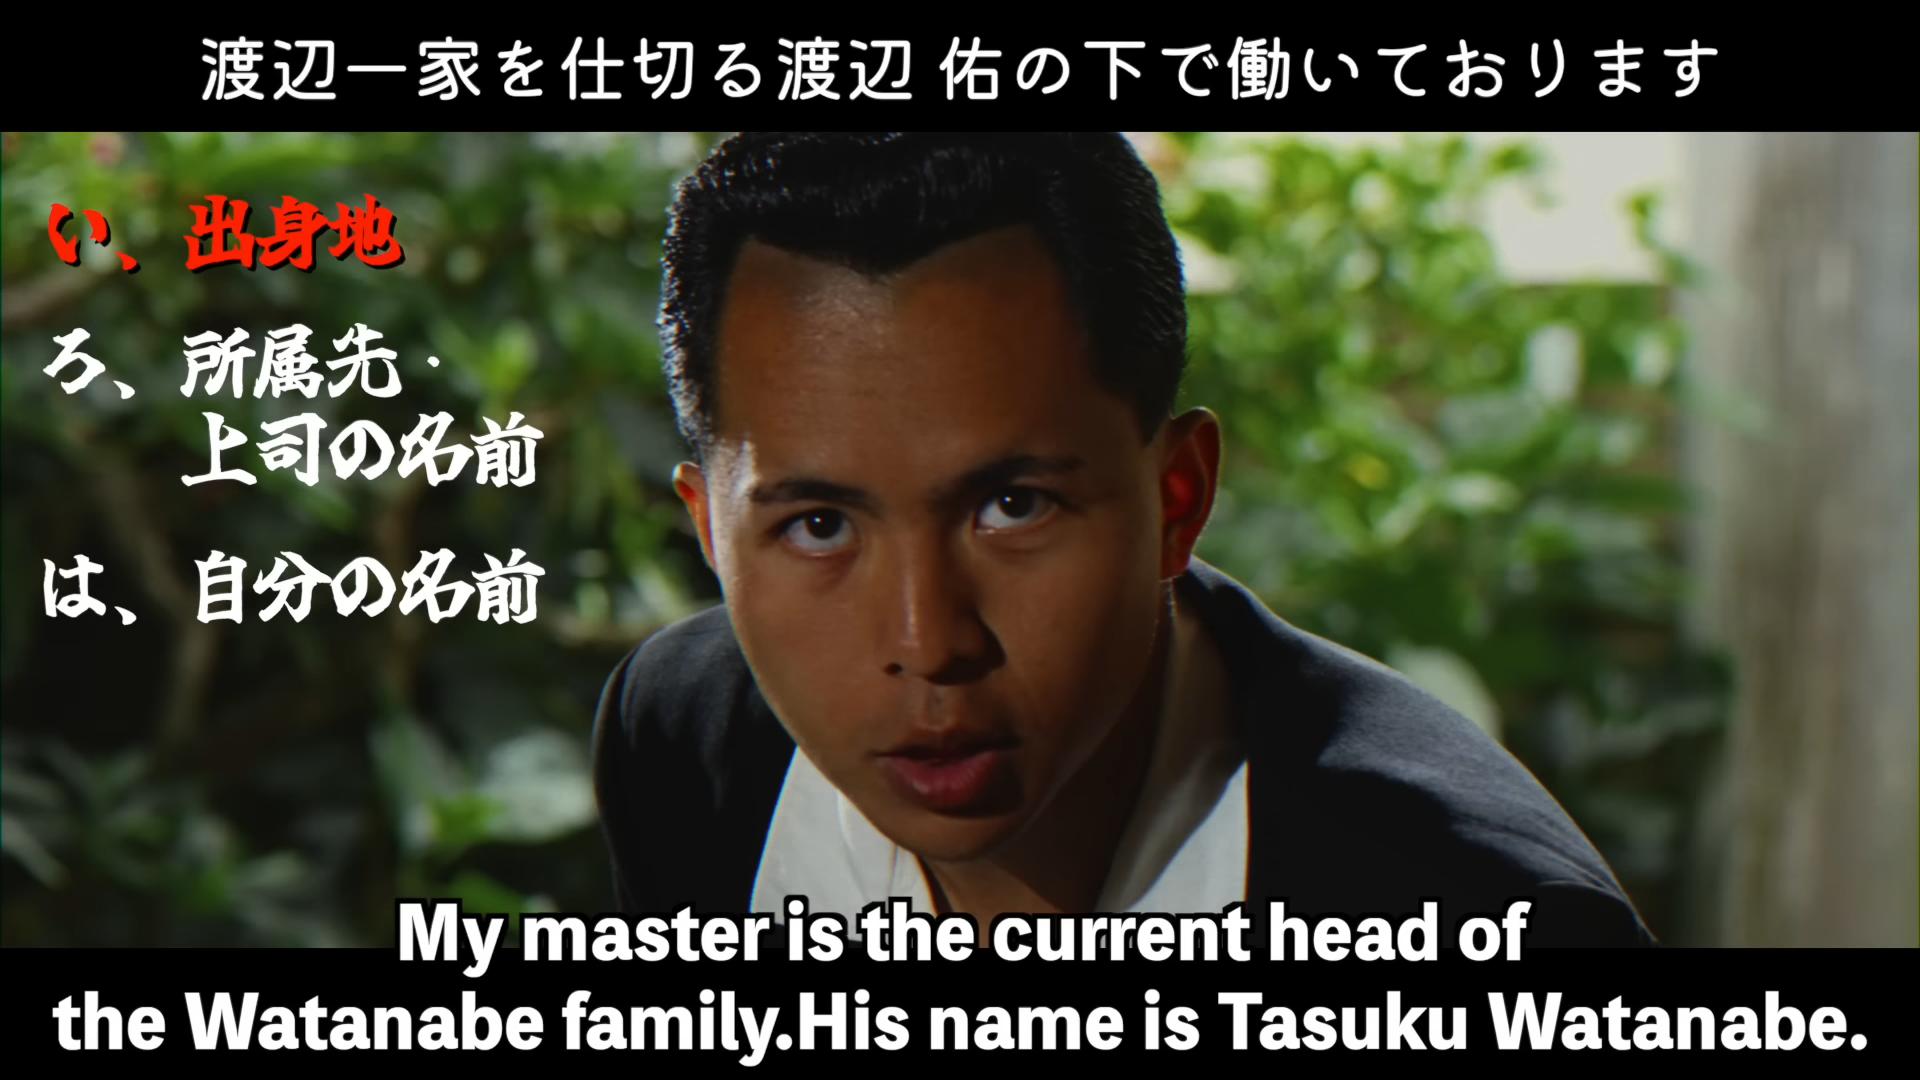 渡辺一家を仕切る渡辺 佑の下で働いております
い、出身地
ろ、所属先・
上司の名前
は、自分の名前
My master is the current head of
the Watanabe family.His name is Tasuku Watanabe.